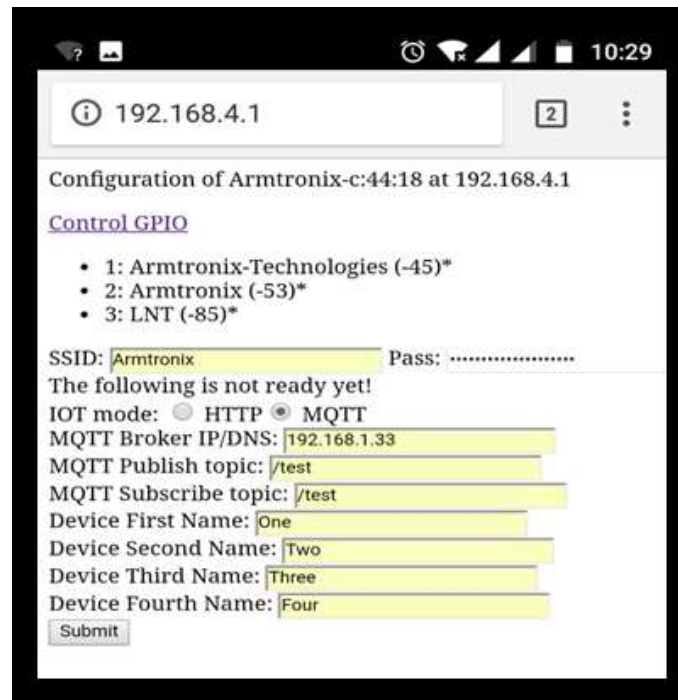 10:29
192.168.4.1
2
Configuration of Armtronix-c:44:18 at 192.168.4.1
Control GPIO
• 1: Armtronix-Technologies (-45)*
• 2: Armtronix (-53)*
• 3: LNT (-85)*
SSID: Armtronix Pass: ••••••••••••••••••••
The following is not ready yet!
IOT mode: HTTP MQTT
MQTT Broker IP/DNS: 192.168.1.33
MQTT Publish topic: /test
MQTT Subscribe topic: /test
Device First Name: One
Device Second Name: Two
Device Third Name: Three
Device Fourth Name: Four
Submit